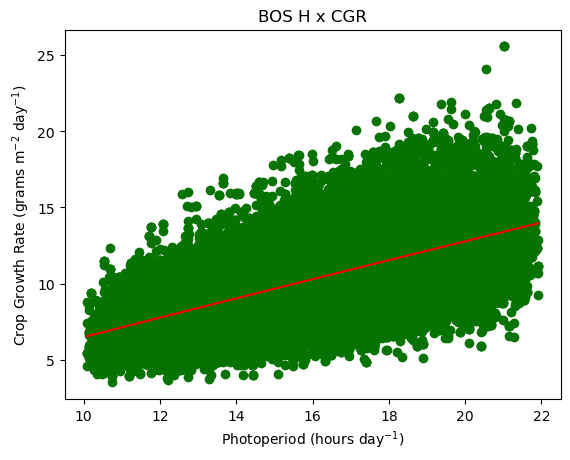 BOS H x CGR
Crop Growth Rate (grams m⁻² day⁻¹)
25
20
15
10
5
10 12 14 16 18 20 22
Photoperiod (hours day⁻¹)